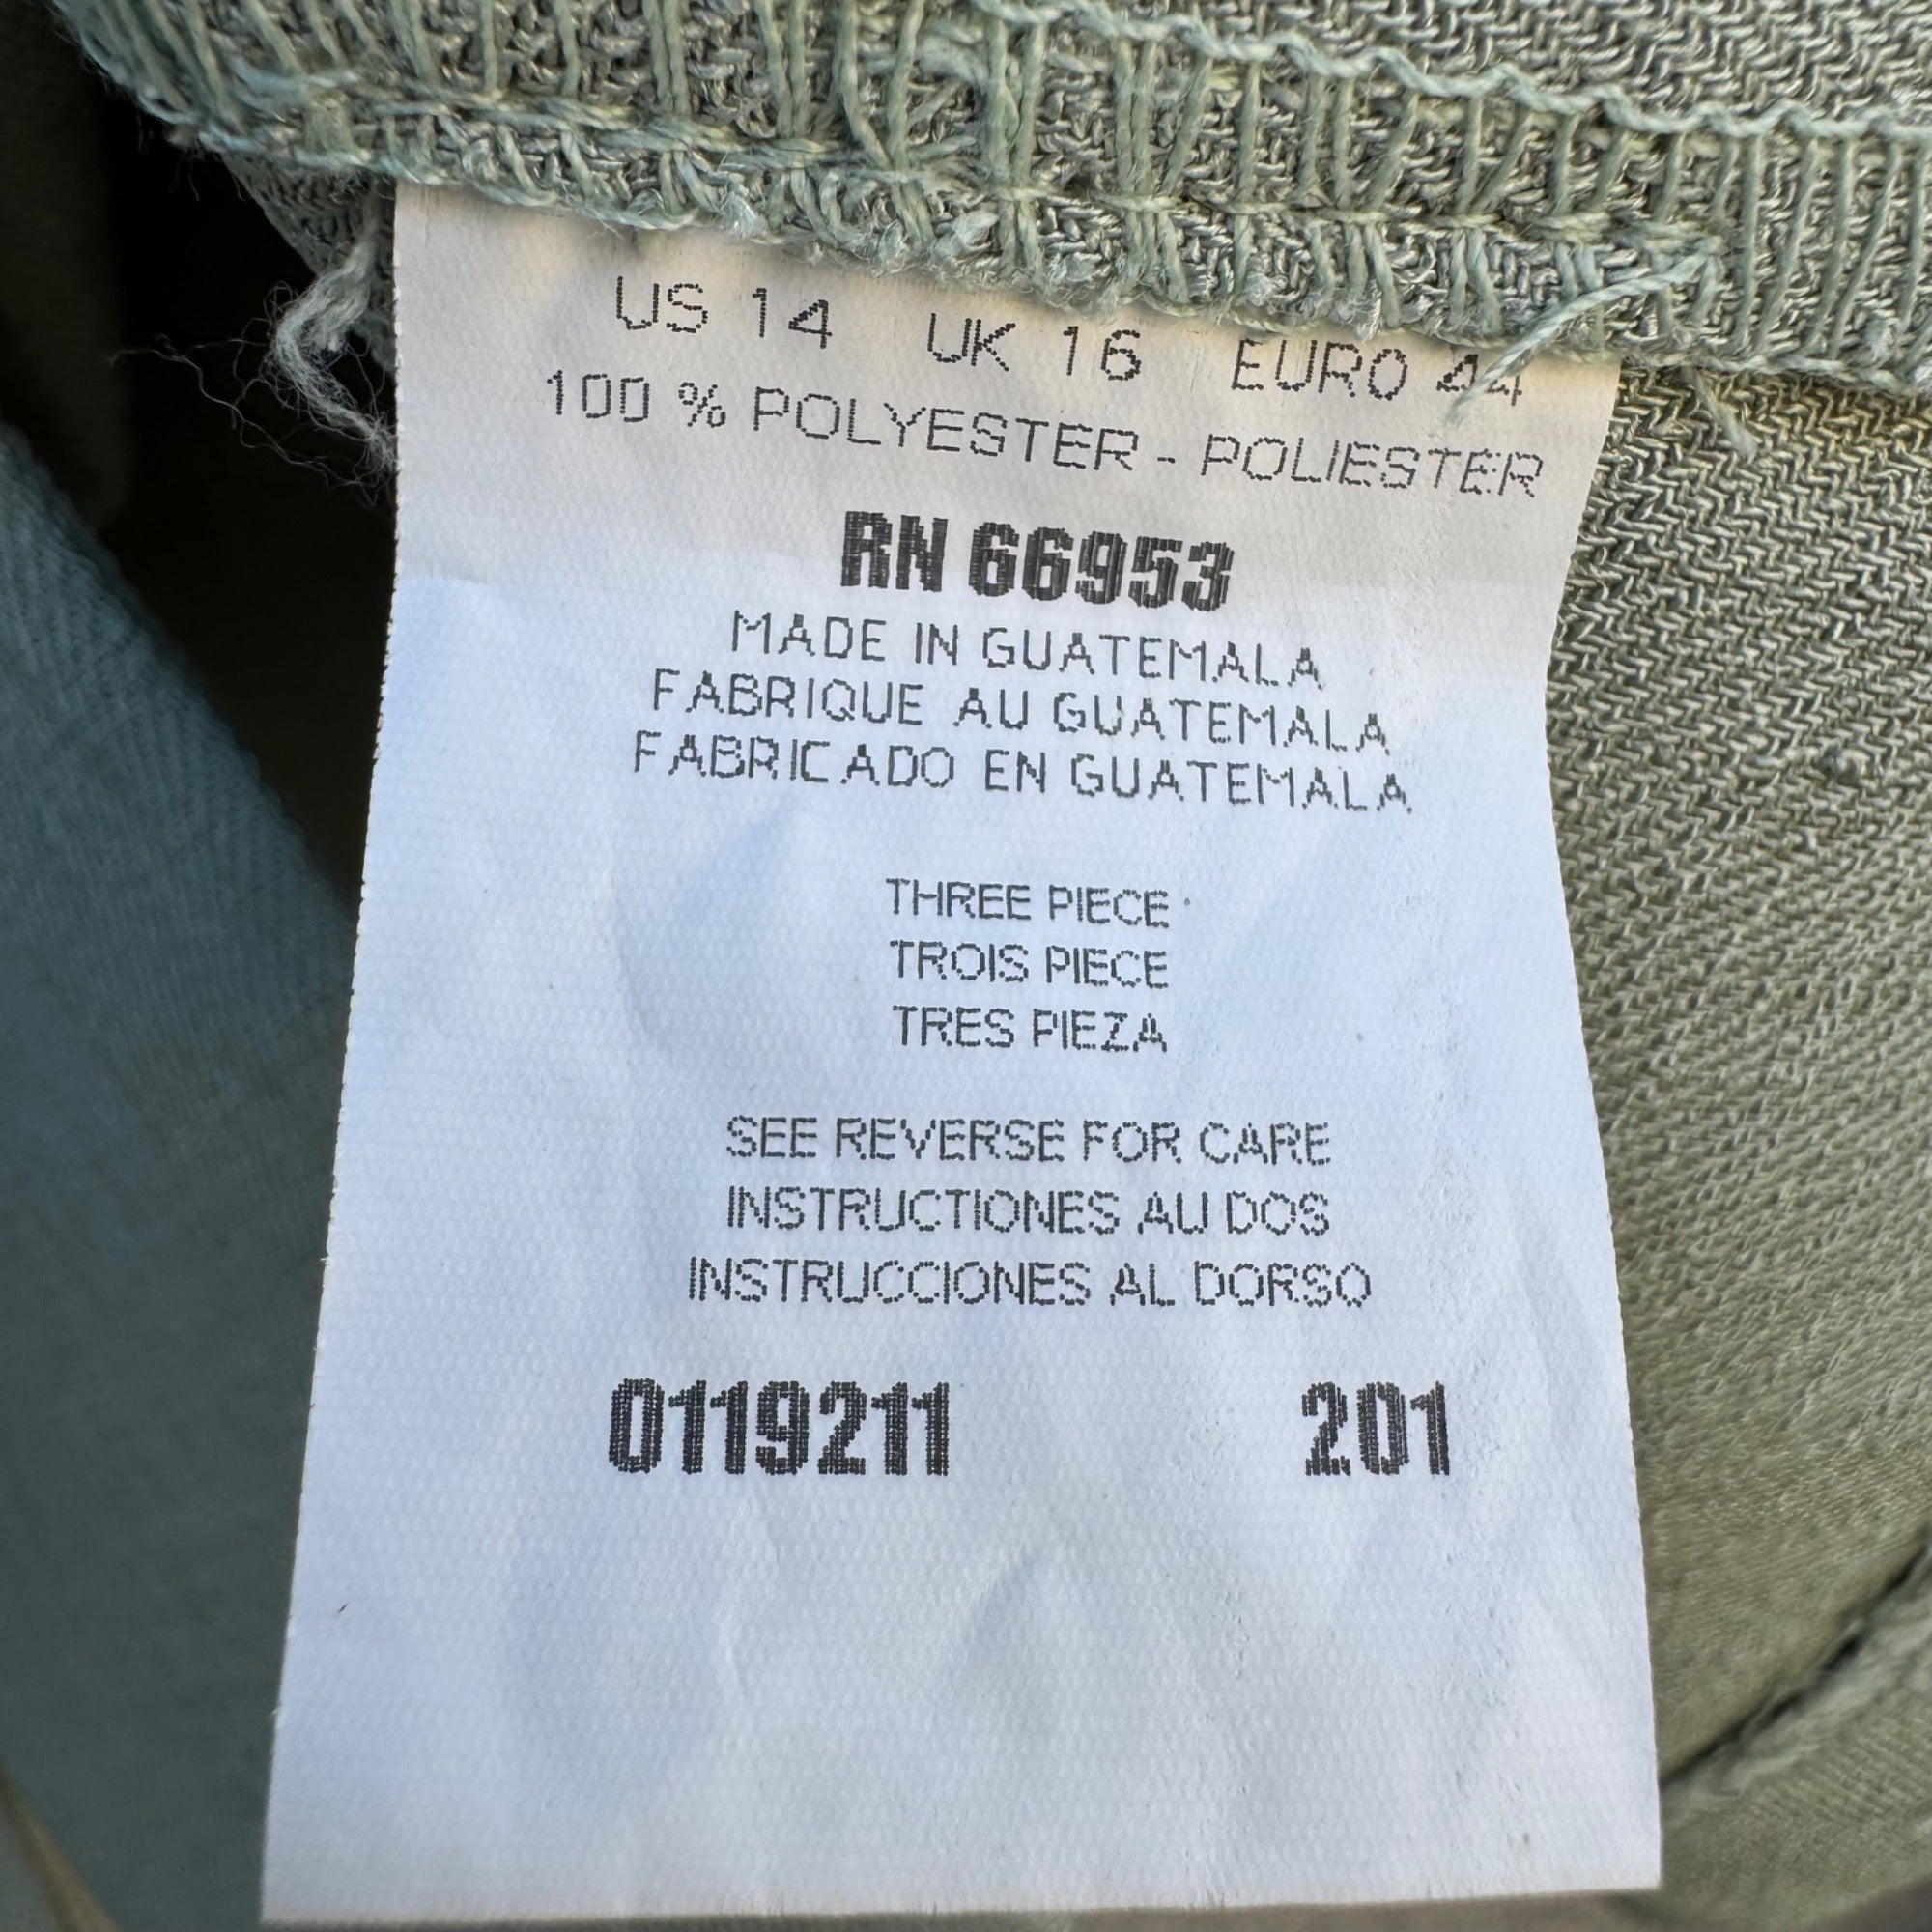 US 14 UK 16 EURO 44
100 % POLYESTER - POLIESTER
RN 66953
MADE IN GUATEMALA
FABRIQUE AU GUATEMALA
FABRICADO EN GUATEMALA
THREE PIECE
TROIS PIECE
TRES PIEZA
SEE REVERSE FOR CARE
INSTRUCTIONES AU DOS
INSTRUCCIONES AL DORSO
0119211 201